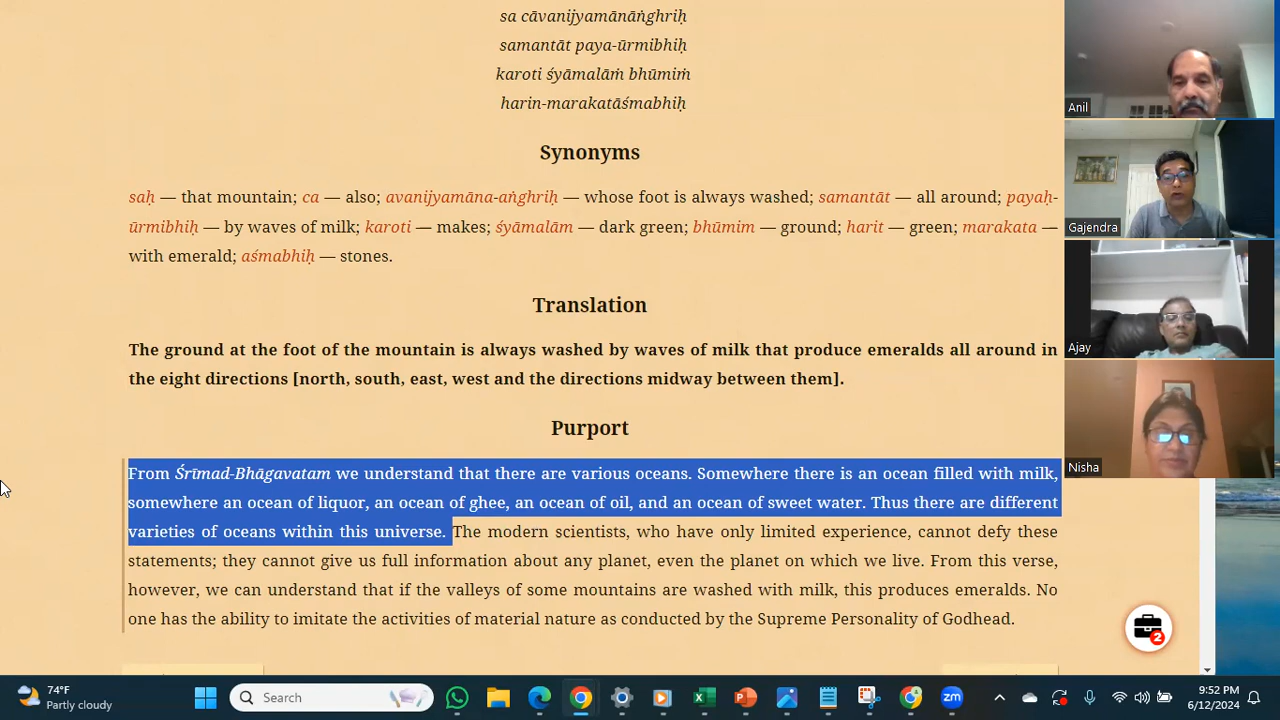 sa cāvanijyamānāṅghriḥ
samantāt paya-ūrmibhiḥ
karoti śyāmalāṁ bhūmiṁ
harin-marakatāśmabhiḥ
Synonyms
saḥ — that mountain; ca — also; avanijyamāna-aṅghriḥ — whose foot is always washed; samantāt — all around; payaḥ-
ūrmibhiḥ — by waves of milk; karoti — makes; śyāmalām — dark green; bhūmim — ground; harit — green; marakata —
with emerald; aśmabhiḥ — stones.
Translation
The ground at the foot of the mountain is always washed by waves of milk that produce emeralds all around in
the eight directions [north, south, east, west and the directions midway between them].
Purport
From Śrīmad-Bhāgavatam we understand that there are various oceans. Somewhere there is an ocean filled with milk,
somewhere an ocean of liquor, an ocean of ghee, an ocean of oil, and an ocean of sweet water. Thus there are different
varieties of oceans within this universe. The modern scientists, who have only limited experience, cannot defy these
statements; they cannot give us full information about any planet, even the planet on which we live. From this verse,
however, we can understand that if the valleys of some mountains are washed with milk, this produces emeralds. No
one has the ability to imitate the activities of material nature as conducted by the Supreme Personality of Godhead.
Anil
Gajendra
Ajay
Nisha
2
74°F
Partly cloudy
Search
zm
9:52 PM
6/12/2024